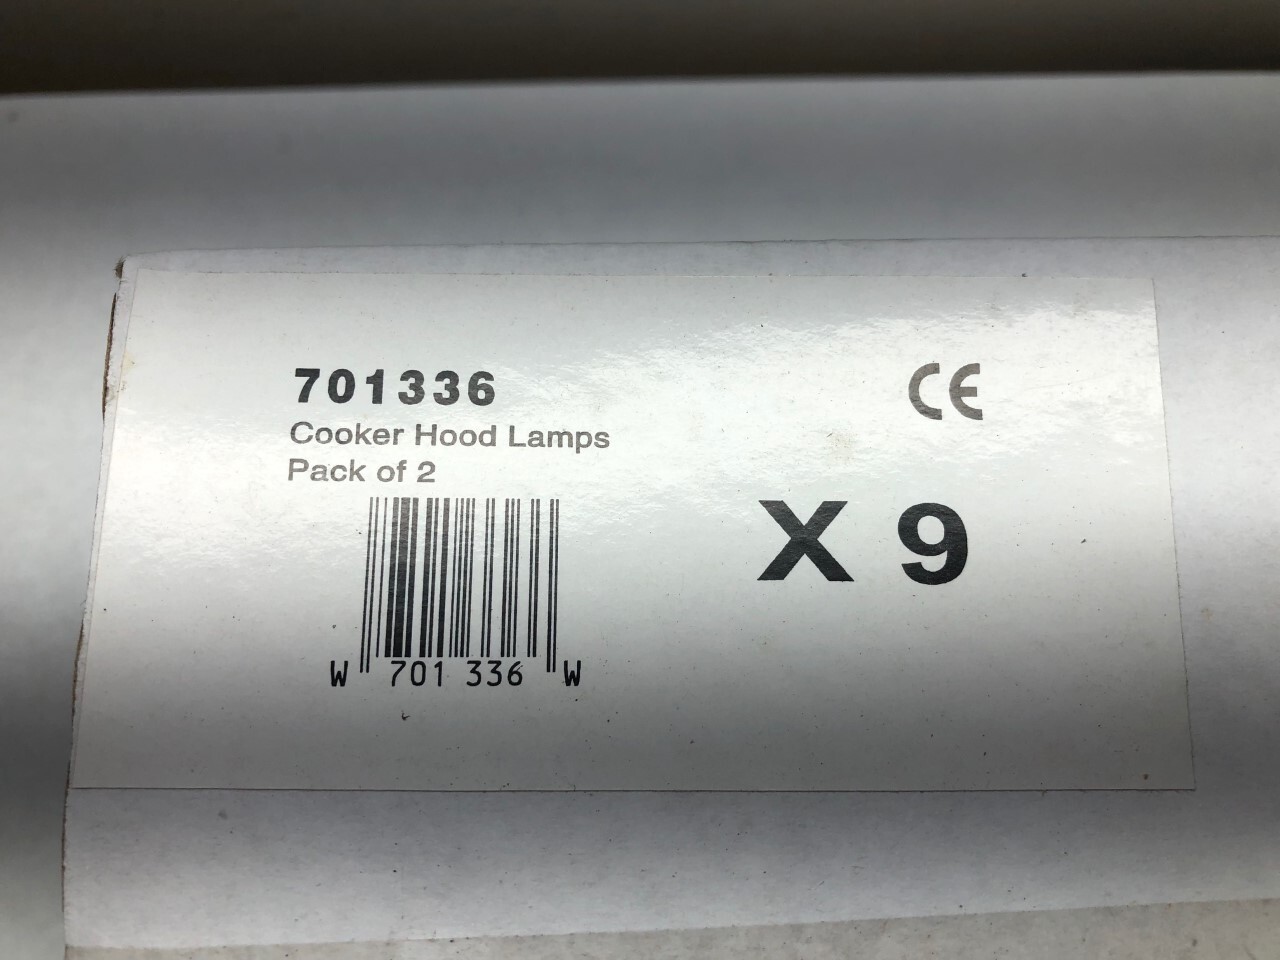 701336
CE
Cooker Hood Lamps
Pack of 2
X 9
W 701 336 W